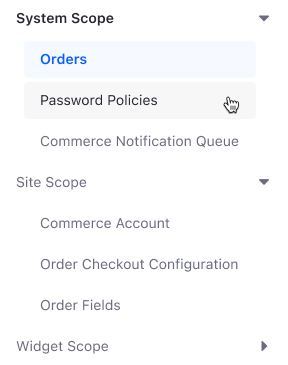 System Scope
Orders
Password Policies
Commerce Notification Queue
Site Scope
Commerce Account
Order Checkout Configuration
Order Fields
Widget Scope